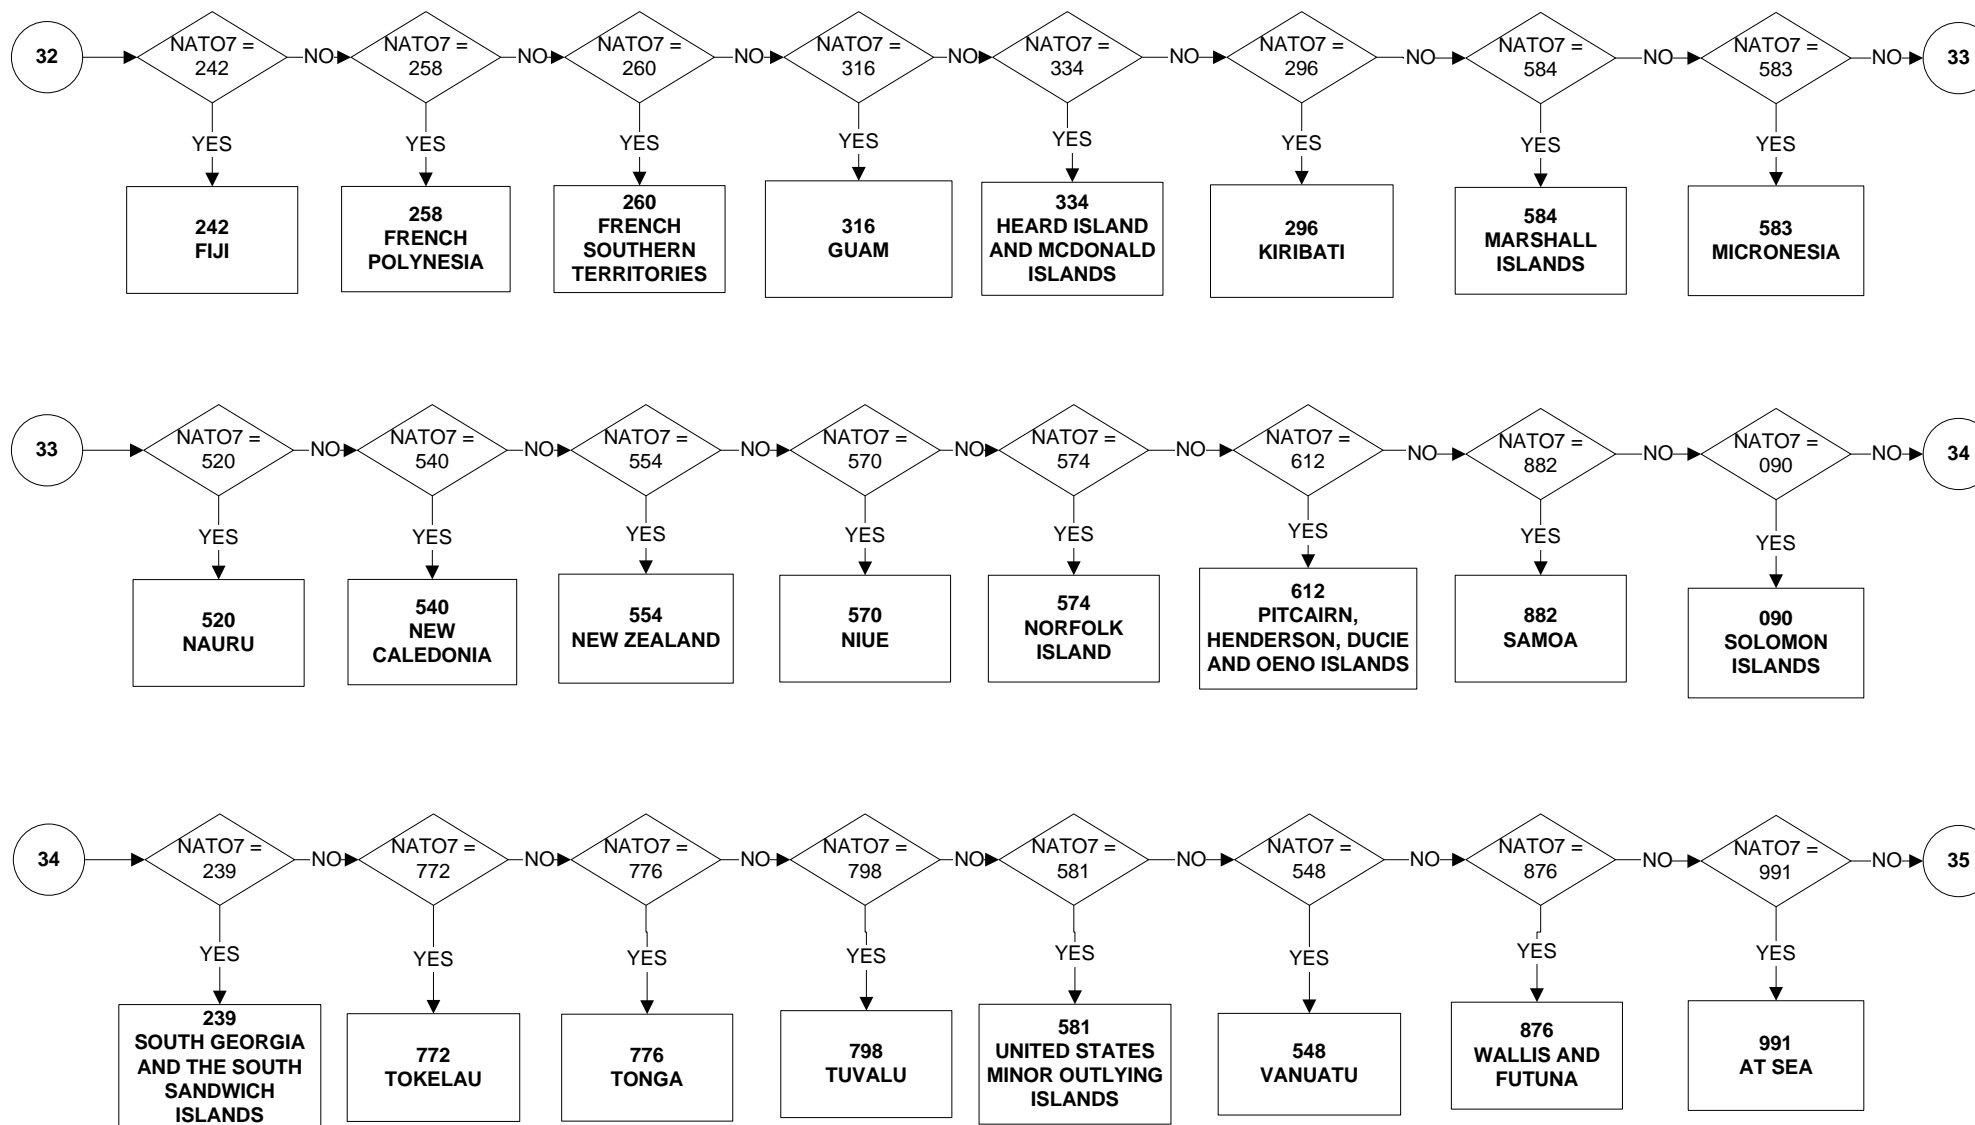 32
NATO7 =
242
NO
NATO7 =
258
NO
NATO7 =
260
NO
NATO7 =
316
NO
NATO7 =
334
NO
NATO7 =
296
NO
NATO7 =
584
NO
NATO7 =
583
NO
33
YES
YES
YES
YES
YES
YES
YES
YES
242
FIJI
258
FRENCH
POLYNESIA
260
FRENCH
SOUTHERN
TERRITORIES
316
GUAM
334
HEARD ISLAND
AND MCDONALD
ISLANDS
296
KIRIBATI
584
MARSHALL
ISLANDS
583
MICRONESIA
33
NATO7 =
520
NO
NATO7 =
540
NO
NATO7 =
554
NO
NATO7 =
570
NO
NATO7 =
574
NO
NATO7 =
612
NO
NATO7 =
882
NO
NATO7 =
090
NO
34
YES
YES
YES
YES
YES
YES
YES
YES
520
NAURU
540
NEW
CALEDONIA
554
NEW ZEALAND
570
NIUE
574
NORFOLK
ISLAND
612
PITCAIRN,
HENDERSON, DUCIE
AND OENO ISLANDS
882
SAMOA
090
SOLOMON
ISLANDS
34
NATO7 =
239
NO
NATO7 =
772
NO
NATO7 =
776
NO
NATO7 =
798
NO
NATO7 =
581
NO
NATO7 =
548
NO
NATO7 =
876
NO
NATO7 =
991
NO
35
YES
YES
YES
YES
YES
YES
YES
YES
239
SOUTH GEORGIA
AND THE SOUTH
SANDWICH
ISLANDS
772
TOKELAU
776
TONGA
798
TUVALU
581
UNITED STATES
MINOR OUTLYING
ISLANDS
548
VANUATU
876
WALLIS AND
FUTUNA
991
AT SEA